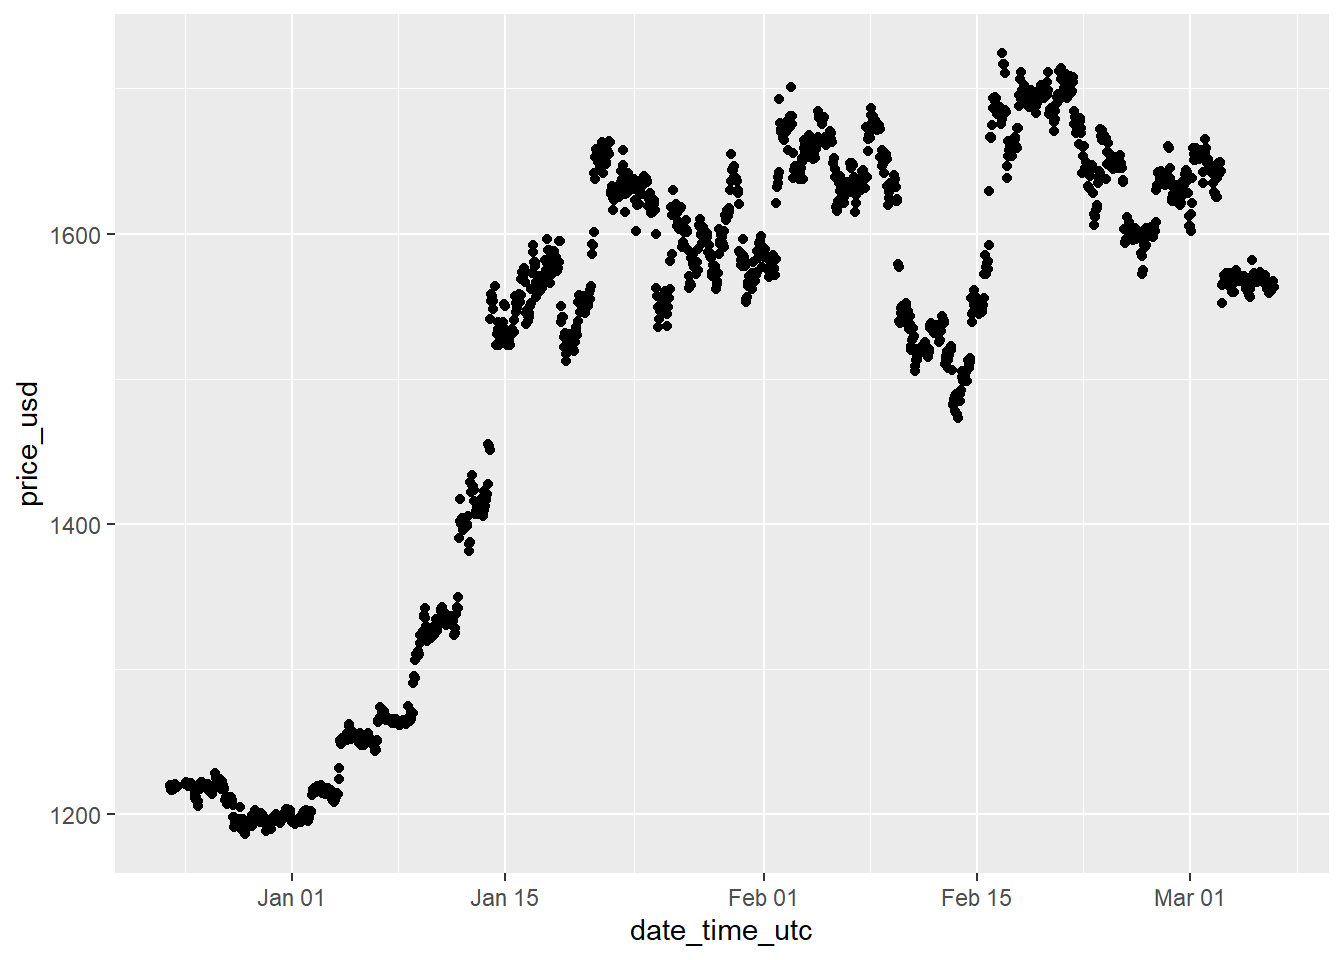 price_usd
1600
1400
1200
Jan 01
Jan 15
Feb 01
Feb 15
Mar 01
date_time_utc